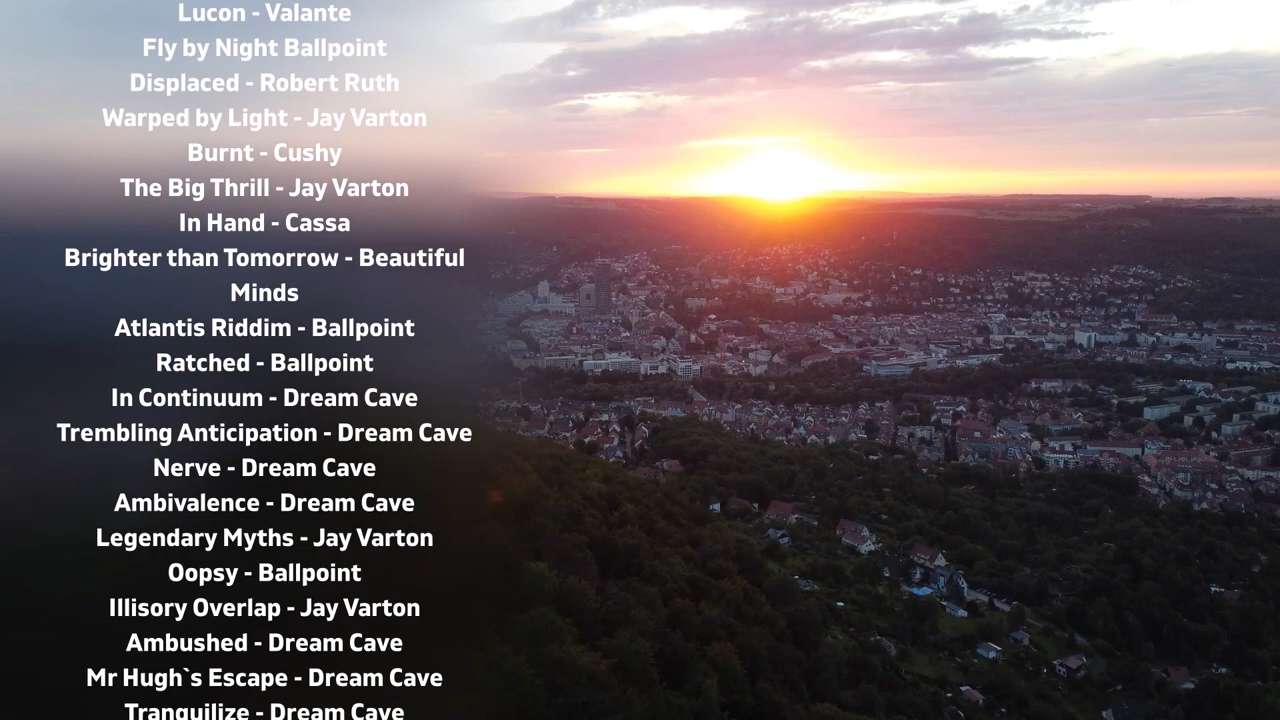 Lucon - Valante
Fly by Night Ballpoint
Displaced - Robert Ruth
Warped by Light - Jay Varton
Burnt - Cushy
The Big Thrill - Jay Varton
In Hand - Cassa
Brighter than Tomorrow - Beautiful
Minds
Atlantis Riddim - Ballpoint
Ratched - Ballpoint
In Continuum - Dream Cave
Trembling Anticipation - Dream Cave
Nerve - Dream Cave
Ambivalence - Dream Cave
Legendary Myths - Jay Varton
Oopsy - Ballpoint
Illisory Overlap - Jay Varton
Ambushed - Dream Cave
Mr Hugh`s Escape - Dream Cave
Tranquilize - Dream Cave